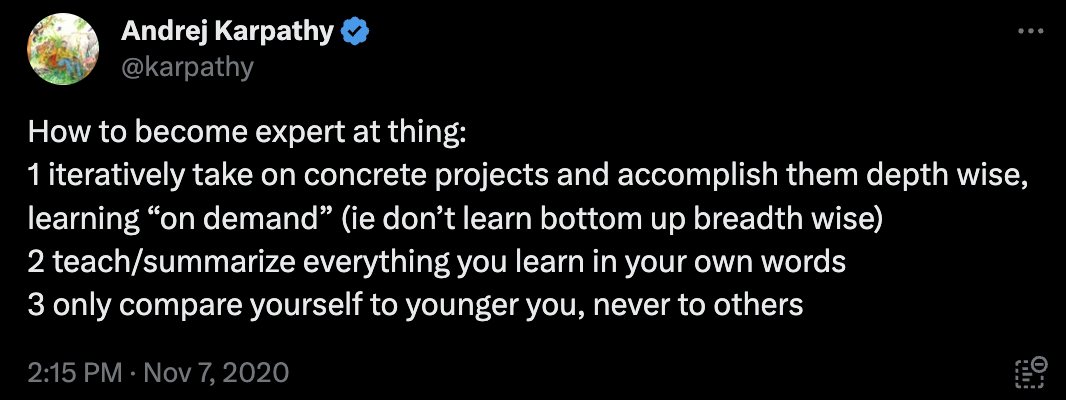 Andrej Karpathy
@karpathy
How to become expert at thing:
1 iteratively take on concrete projects and accomplish them depth wise,
learning “on demand” (ie don’t learn bottom up breadth wise)
2 teach/summarize everything you learn in your own words
3 only compare yourself to younger you, never to others
2:15 PM · Nov 7, 2020